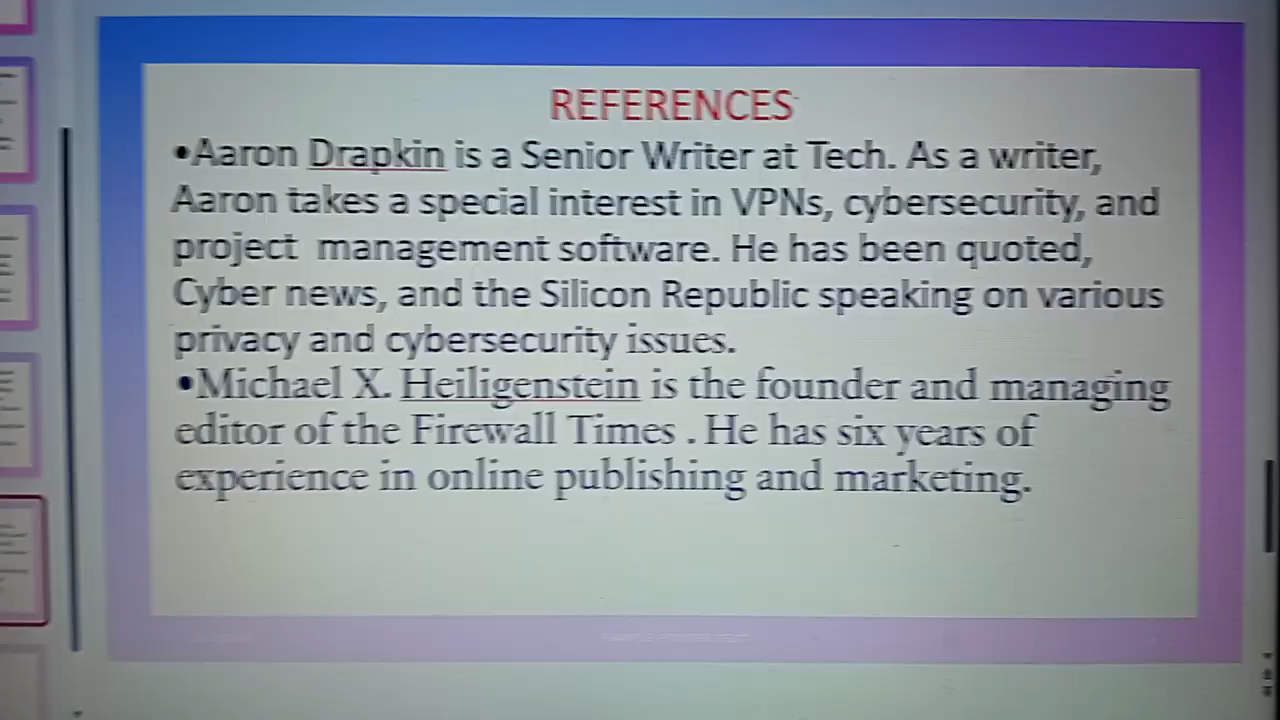 REFERENCES
•Aaron Drapkin is a Senior Writer at Tech. As a writer,
Aaron takes a special interest in VPNs, cybersecurity, and
project management software. He has been quoted,
Cyber news, and the Silicon Republic speaking on various
privacy and cybersecurity issues.
•Michael X. Heiligenstein is the founder and managing
editor of the Firewall Times . He has six years of
experience in online publishing and marketing.